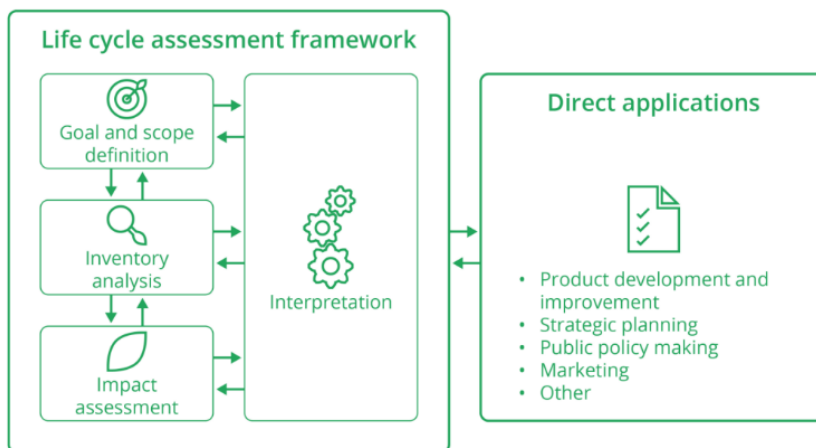 Life cycle assessment framework
Goal and scope
definition
Inventory
analysis
Impact
assessment
Interpretation
Direct applications
• Product development and
improvement
• Strategic planning
• Public policy making
• Marketing
• Other